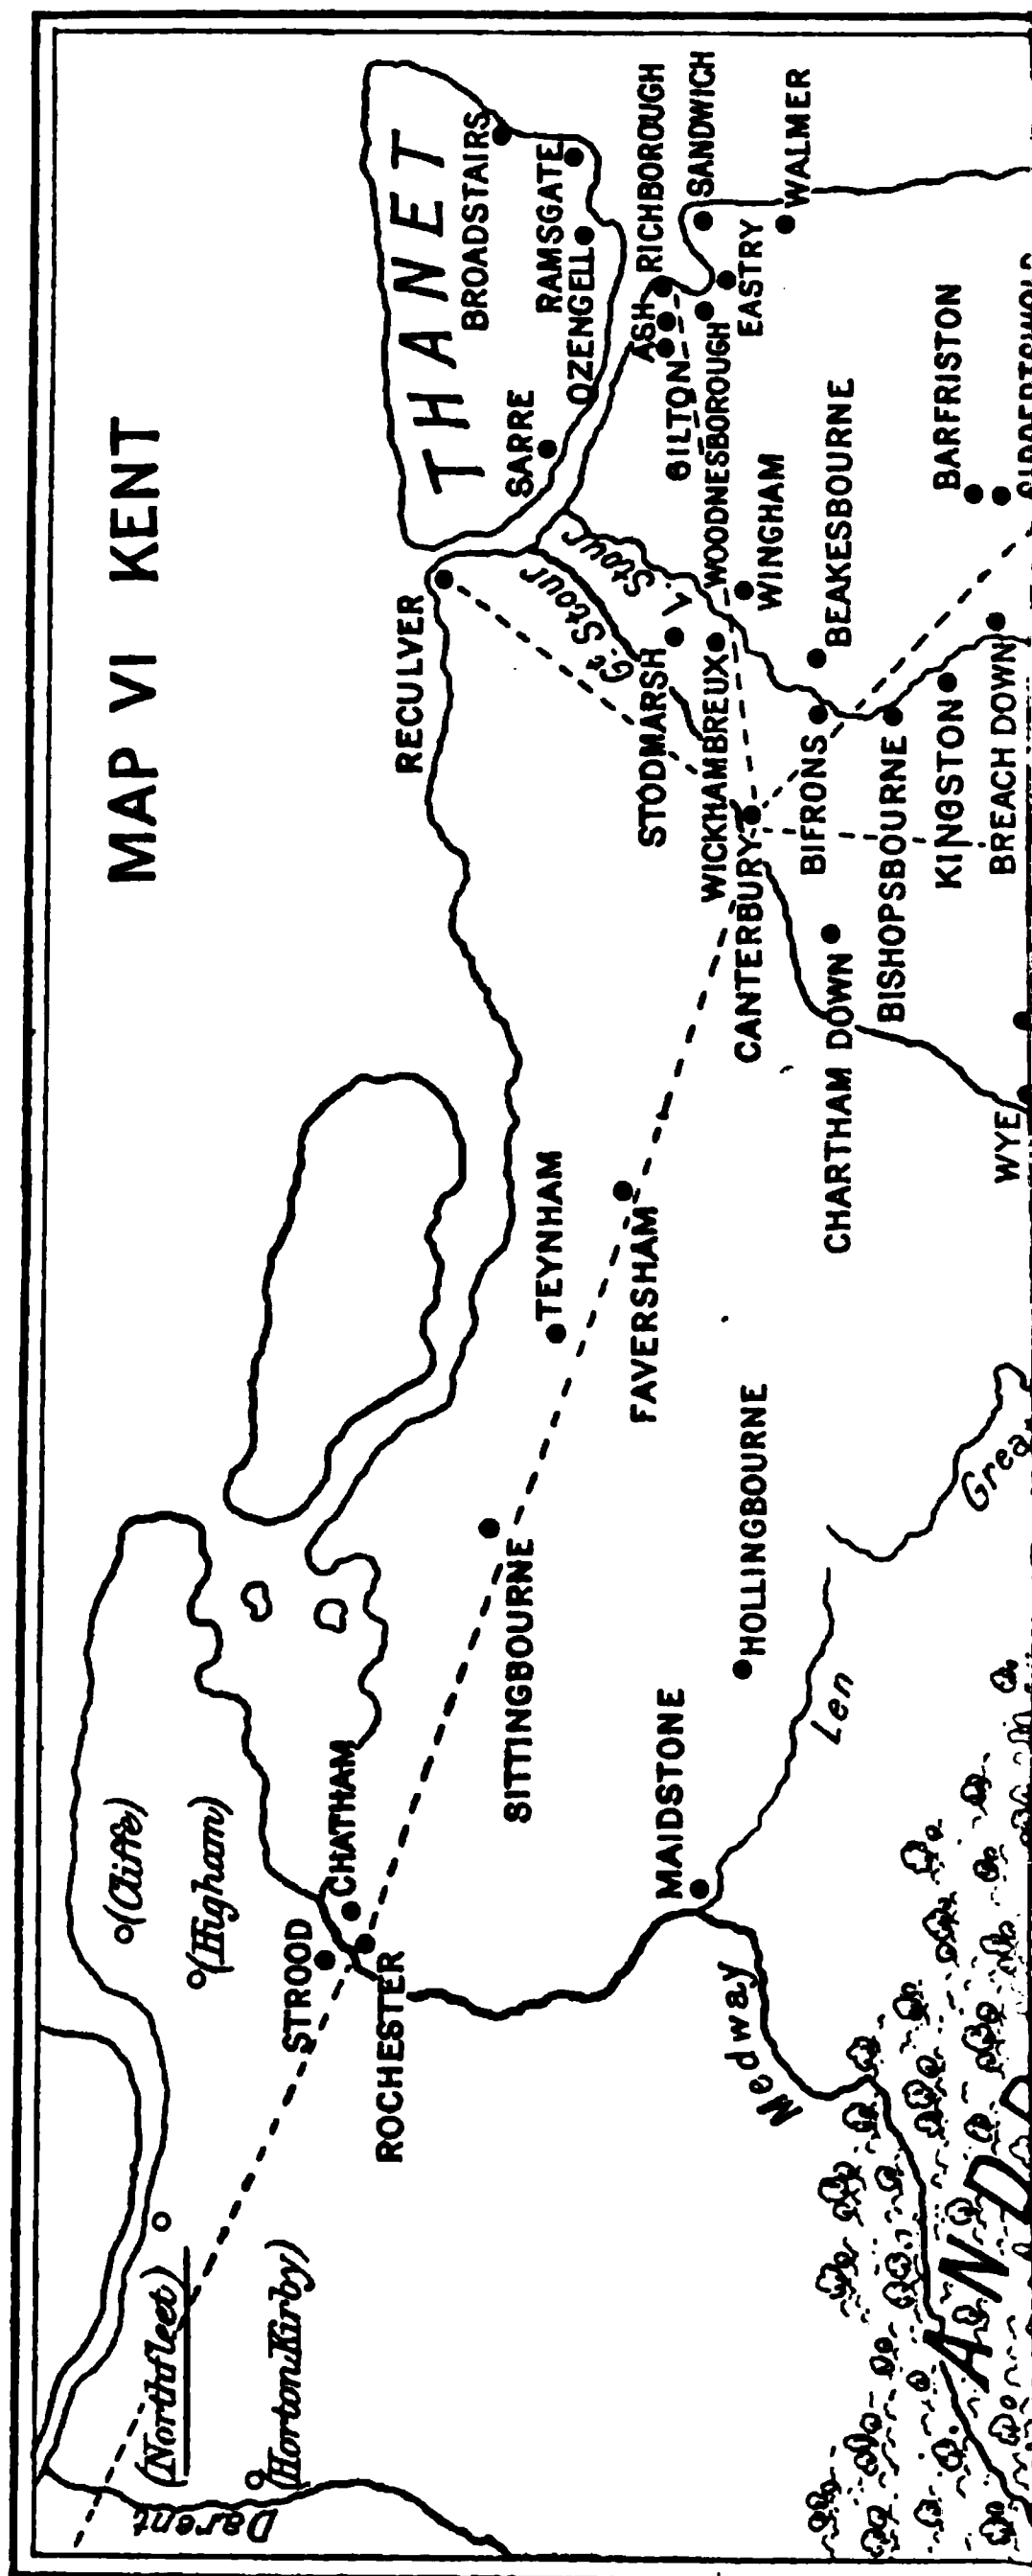 MAP VI KENT
THANET
BROADSTAIRS
RAMSGATE
OZENGELL
SARRE
RECULVER
RICHBOROUGH
SANDWICH
ASH
GILTON
WOODNESBOROUGH
EASTRY
WALMER
Gt Stour
L. Stour
STODMARSH
WICKHAMBREUX
WINGHAM
CANTERBURY
BEAKESBOURNE
BIFRONS
BISHOPSBOURNE
BARFRISTON
KINGSTON
BREACH DOWN
CHARTHAM DOWN
WYE
TEYNHAM
FAVERSHAM
SITTINGBOURNE
HOLLINGBOURNE
MAIDSTONE
Len
Medway
(Cliffe)
(Higham)
CHATHAM
STROOD
ROCHESTER
(Northfleet)
(Horton Kirby)
Darent